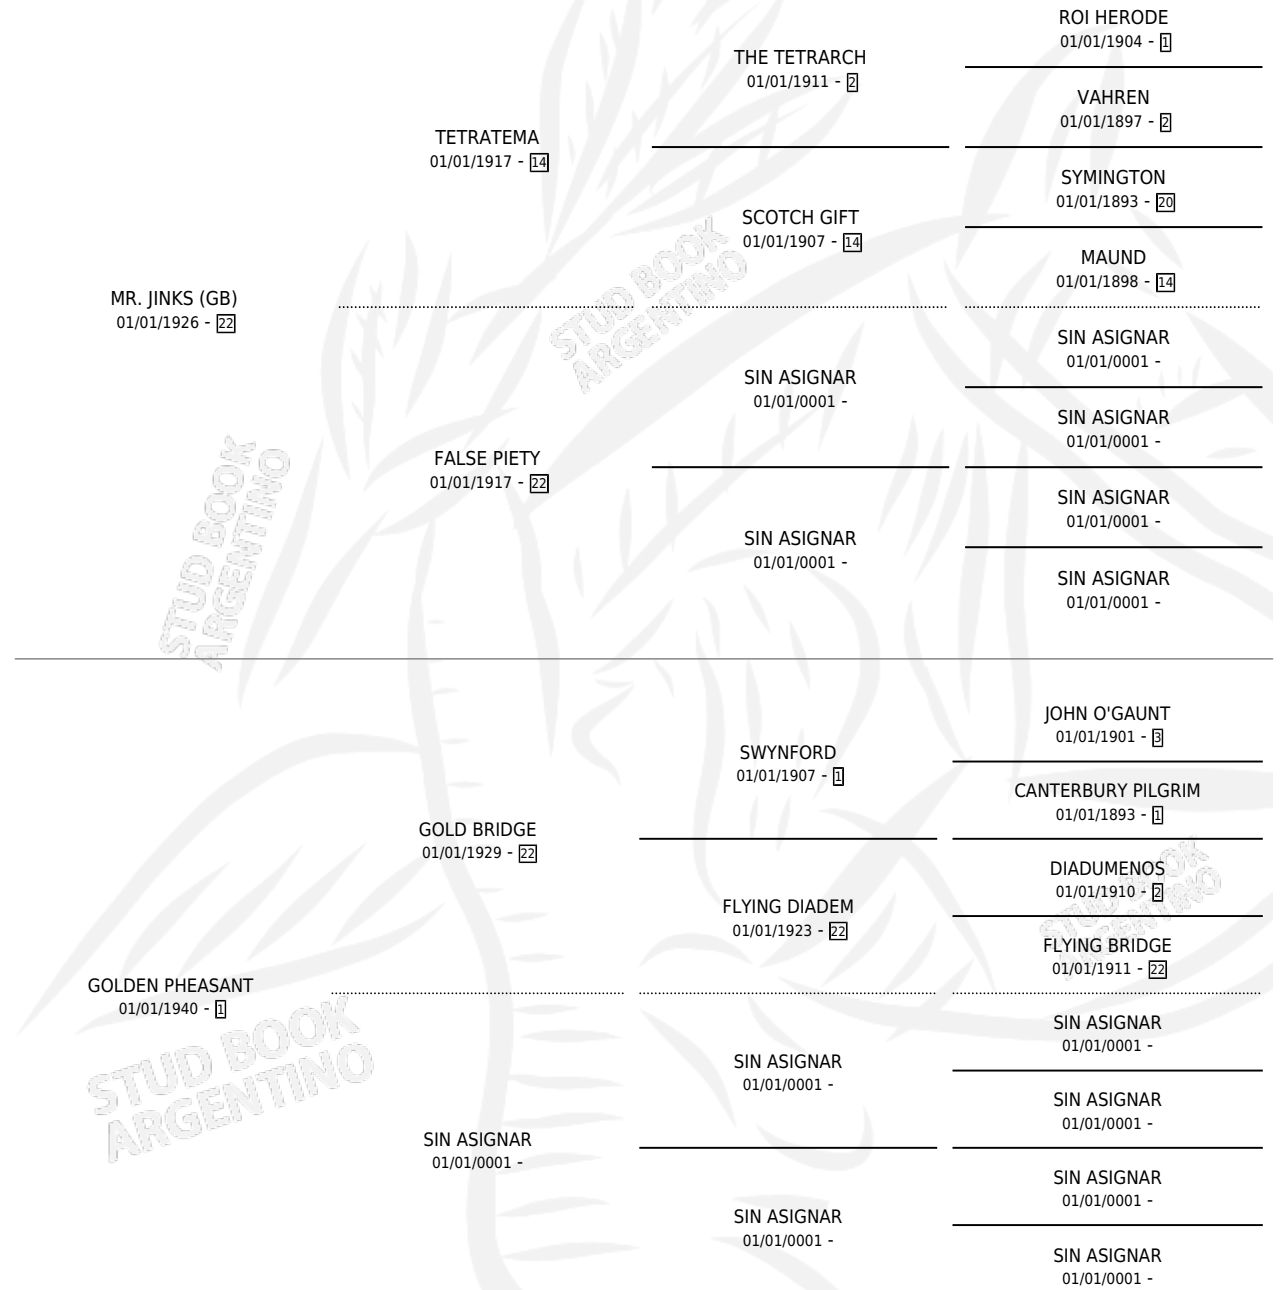 ROI HERODE
01/01/1904 - 1
THE TETRARCH
01/01/1911 - 2
VAHREN
01/01/1897 - 2
TETRATEMA
01/01/1917 - 14
SYMINGTON
01/01/1893 - 20
SCOTCH GIFT
01/01/1907 - 14
MAUND
01/01/1898 - 14
MR. JINKS (GB)
01/01/1926 - 22
STUD BOOK
ARGENTINO
SIN ASIGNAR
01/01/0001 -
SIN ASIGNAR
01/01/0001 -
SIN ASIGNAR
01/01/0001 -
FALSE PIETY
01/01/1917 - 22
SIN ASIGNAR
01/01/0001 -
SIN ASIGNAR
01/01/0001 -
SIN ASIGNAR
01/01/0001 -
STUD BOOK
ARGENTINO
JOHN O'GAUNT
01/01/1901 - 3
SWYNFORD
01/01/1907 - 1
CANTERBURY PILGRIM
01/01/1893 - 1
GOLD BRIDGE
01/01/1929 - 22
DIADUMENOS
01/01/1910 - 2
FLYING DIADEM
01/01/1923 - 22
STUD BOOK
ARGENTINO
FLYING BRIDGE
01/01/1911 - 22
GOLDEN PHEASANT
01/01/1940 - 1
STUD BOOK
ARGENTINO
SIN ASIGNAR
01/01/0001 -
SIN ASIGNAR
01/01/0001 -
SIN ASIGNAR
01/01/0001 -
SIN ASIGNAR
01/01/0001 -
SIN ASIGNAR
01/01/0001 -
SIN ASIGNAR
01/01/0001 -
SIN ASIGNAR
01/01/0001 -